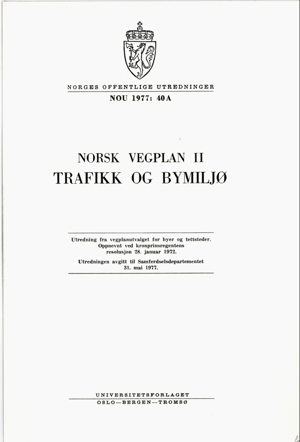 NORGES OFFENTLIGE UTREDNINGER
NOU 1977: 40A
NORSK VEGPLAN II
TRAFIKK OG BYMILJØ
Utredning fra vegplanutvalget for byer og tettsteder.
Oppnevnt ved kronprinsregentens
resolusjon 28. januar 1972.
Utredningen avgitt til Samferdselsdepartementet
31. mai 1977.
UNIVERSITETSFORLAGET
OSLO—BERGEN—TROMSØ